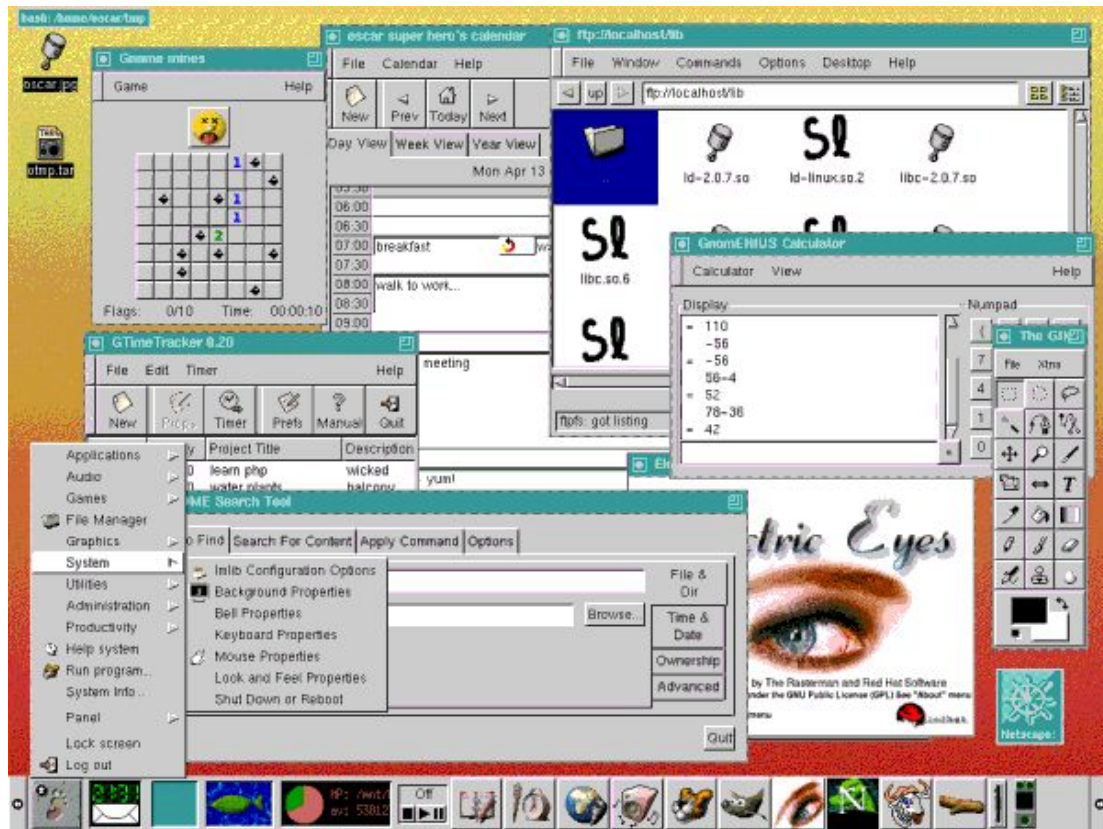 bash: /home/oscar/tmp
oscar.jpg
otmp.tar
Gnome mines
Game Help
1
1
1
2
Flags: 0/10 Time: 00:00:10
oscar super hero's calendar
File Calendar Help
New Prev Today Next
Day View Week View Year View
Mon Apr 13
06:00
06:30
07:00 breakfast
07:30
08:00 walk to work...
08:30
09:00
meeting
yum!
ftp://localhost/lib
File Window Commands Options Desktop Help
up ftp://localhost/lib
..
ld-2.0.7.so
ld-linux.so.2
libc-2.0.7.so
libc.so.6
ftpfs: got listing
GnomENIUS Calculator
Calculator View Help
Display Numpad
= 110
-56
= -56
56-4
= 52
78-36
= 42
(
7
4
1
0
The GI
File Xtns
T
GTimeTracker 0.20
File Edit Timer Help
New Props Timer Prefs Manual Quit
Project Title Description
learn php wicked
water plants balcony
Applications
Audio
Games
File Manager
Graphics
System
Utilities
Administration
Productivity
Help system
Run program...
System Info...
Panel
Lock screen
Log out
OME Search Tool
o Find Search For Content Apply Command Options
Browse...
File & Dir
Time & Date
Ownership
Advanced
Quit
Imlib Configuration Options
Background Properties
Bell Properties
Keyboard Properties
Mouse Properties
Look and Feel Properties
Shut Down or Reboot
ctric Eyes
by The Rasterman and Red Hat Software
under the GNU Public License (GPL) See "About" menu
menu
Netscape:
21:31
Off
N